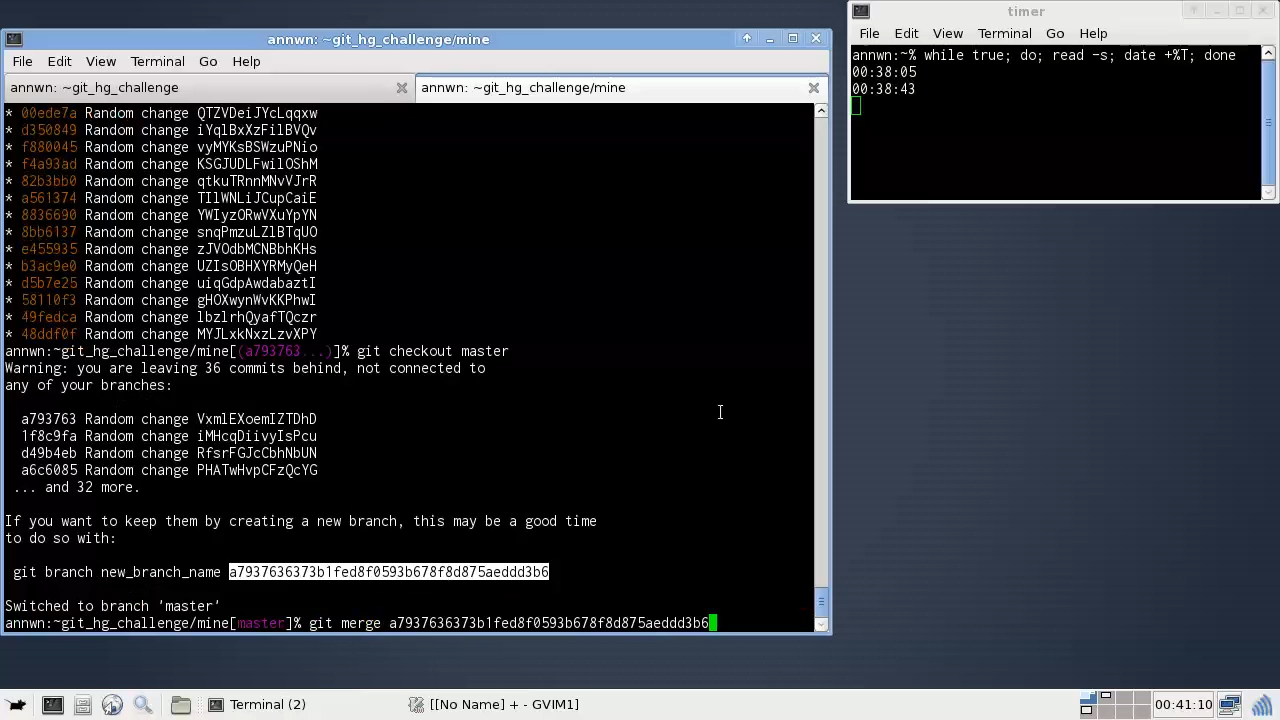 annwn: ~git_hg_challenge/mine
File Edit View Terminal Go Help
annwn: ~git_hg_challenge
annwn: ~git_hg_challenge/mine
* 00ede7a Random change QTZVDeiJYcLqqxw
* d350849 Random change iYqlBxXzFilBVQv
* f880045 Random change vyMYKsBSWzuPNio
* f4a93ad Random change KSGJUDLFwilOShM
* 82b3bb0 Random change qtkuTRnnMNvVJrR
* a561374 Random change TIlWNLiJCupCaiE
* 8836690 Random change YWIyzORwVXuYpYN
* 8bb6137 Random change snqPmzuLZlBTqUO
* e455935 Random change zJVOdbMCNBbhKHs
* b3ac9e0 Random change UZIsOBHXYRMyQeH
* d5b7e25 Random change uiqGdpAwdabaztI
* 58110f3 Random change gHOXwynWvKKPhwI
* 49fedca Random change lbzlrhQyafTQczr
* 48ddf0f Random change MYJLxkNxzLzvXPY
annwn:~git_hg_challenge/mine[(a793763...)]% git checkout master
Warning: you are leaving 36 commits behind, not connected to
any of your branches:
a793763 Random change VxmlEXoemIZTDhD
1f8c9fa Random change iMHcqDiivyIsPcu
d49b4eb Random change RfsrFGJcCbhNbUN
a6c6085 Random change PHATwHvpCFzQcYG
... and 32 more.
If you want to keep them by creating a new branch, this may be a good time
to do so with:
git branch new_branch_name a7937636373b1fed8f0593b678f8d875aeddd3b6
Switched to branch 'master'
annwn:~git_hg_challenge/mine[master]% git merge a7937636373b1fed8f0593b678f8d875aeddd3b6
timer
File Edit View Terminal Go Help
annwn:~% while true; do; read -s; date +%T; done
00:38:05
00:38:43
Terminal (2)
[[No Name] + - GVIM1]
00:41:10